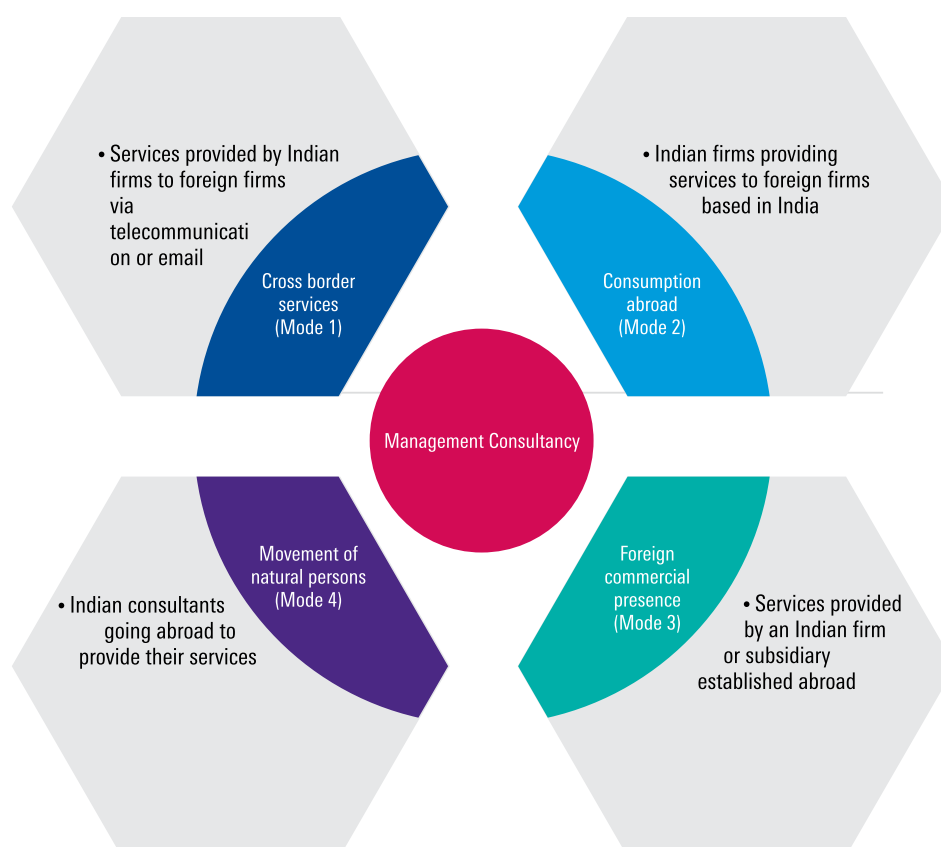 • Services provided by Indian
firms to foreign firms
via
telecommunicati
on or email
Cross border
services
(Mode 1)
• Indian firms providing
services to foreign firms
based in India
Consumption
abroad
(Mode 2)
Management Consultancy
Movement of
natural persons
(Mode 4)
• Indian consultants
going abroad to
provide their services
Foreign
commercial
presence
(Mode 3)
• Services provided
by an Indian firm
or subsidiary
established abroad